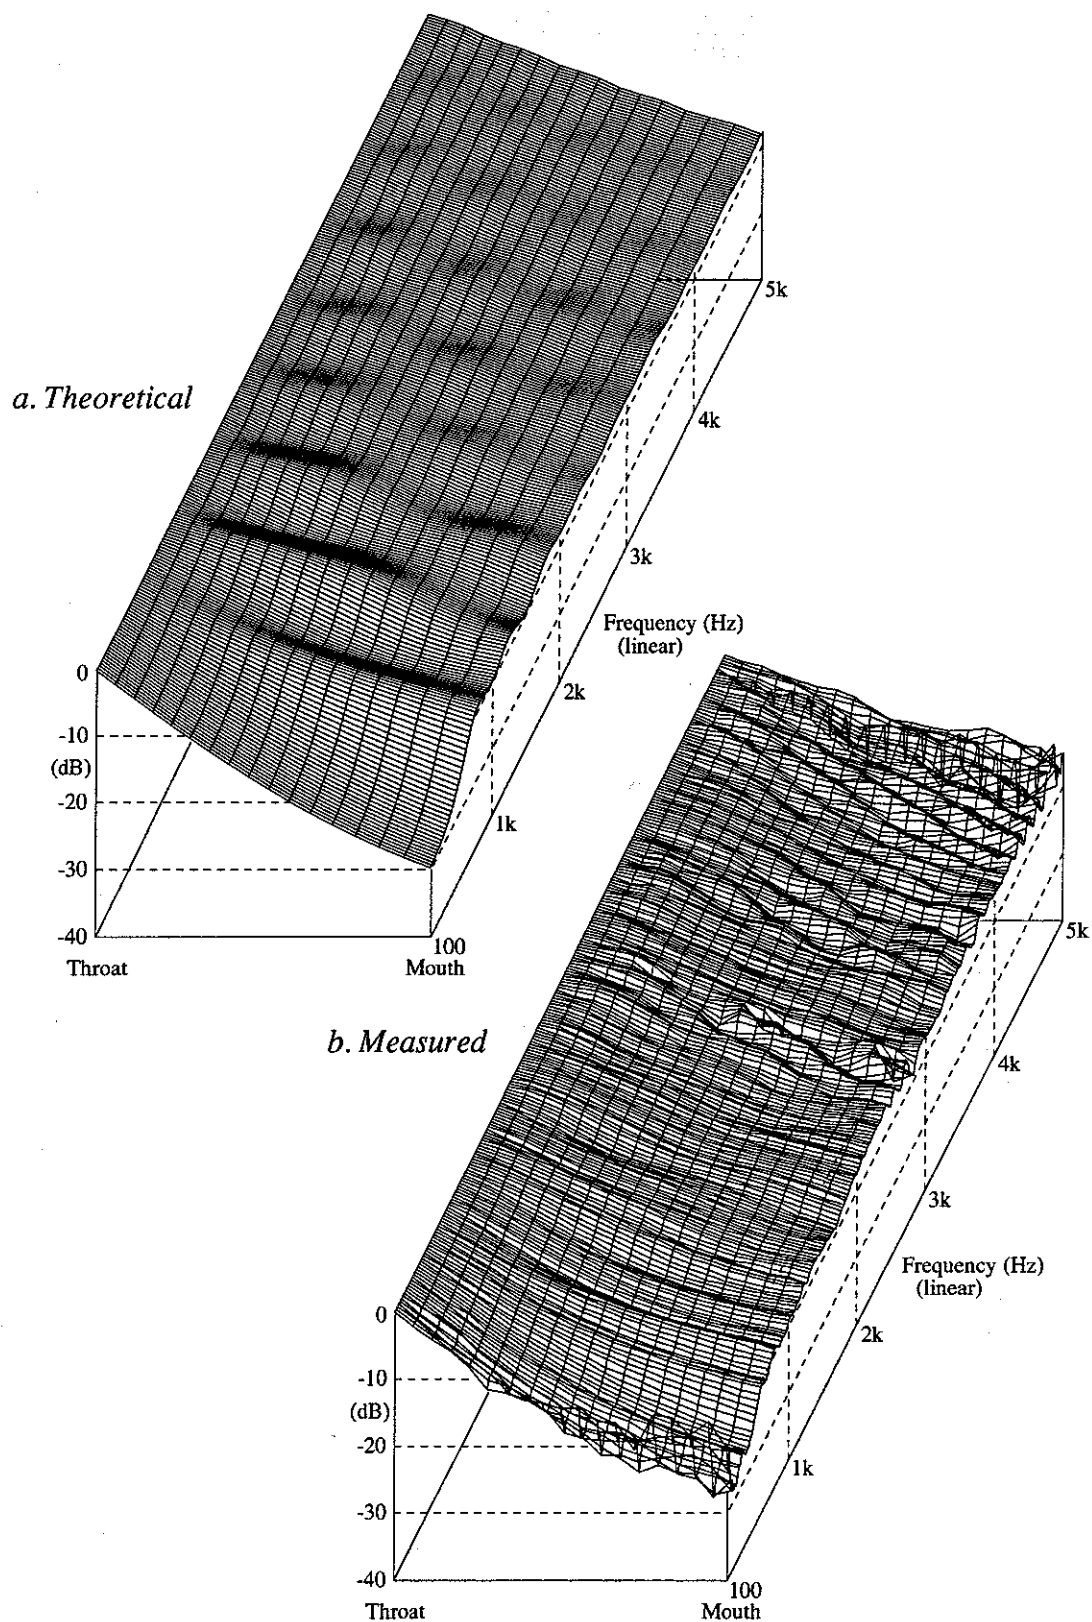 5k
a. Theoretical
4k
3k
Frequency (Hz)
(linear)
2k
0
-10
(dB)
-20
1k
-30
-40
100
Throat
Mouth
5k
b. Measured
4k
3k
Frequency (Hz)
(linear)
2k
0
-10
(dB)
-20
1k
-30
-40
100
Throat
Mouth